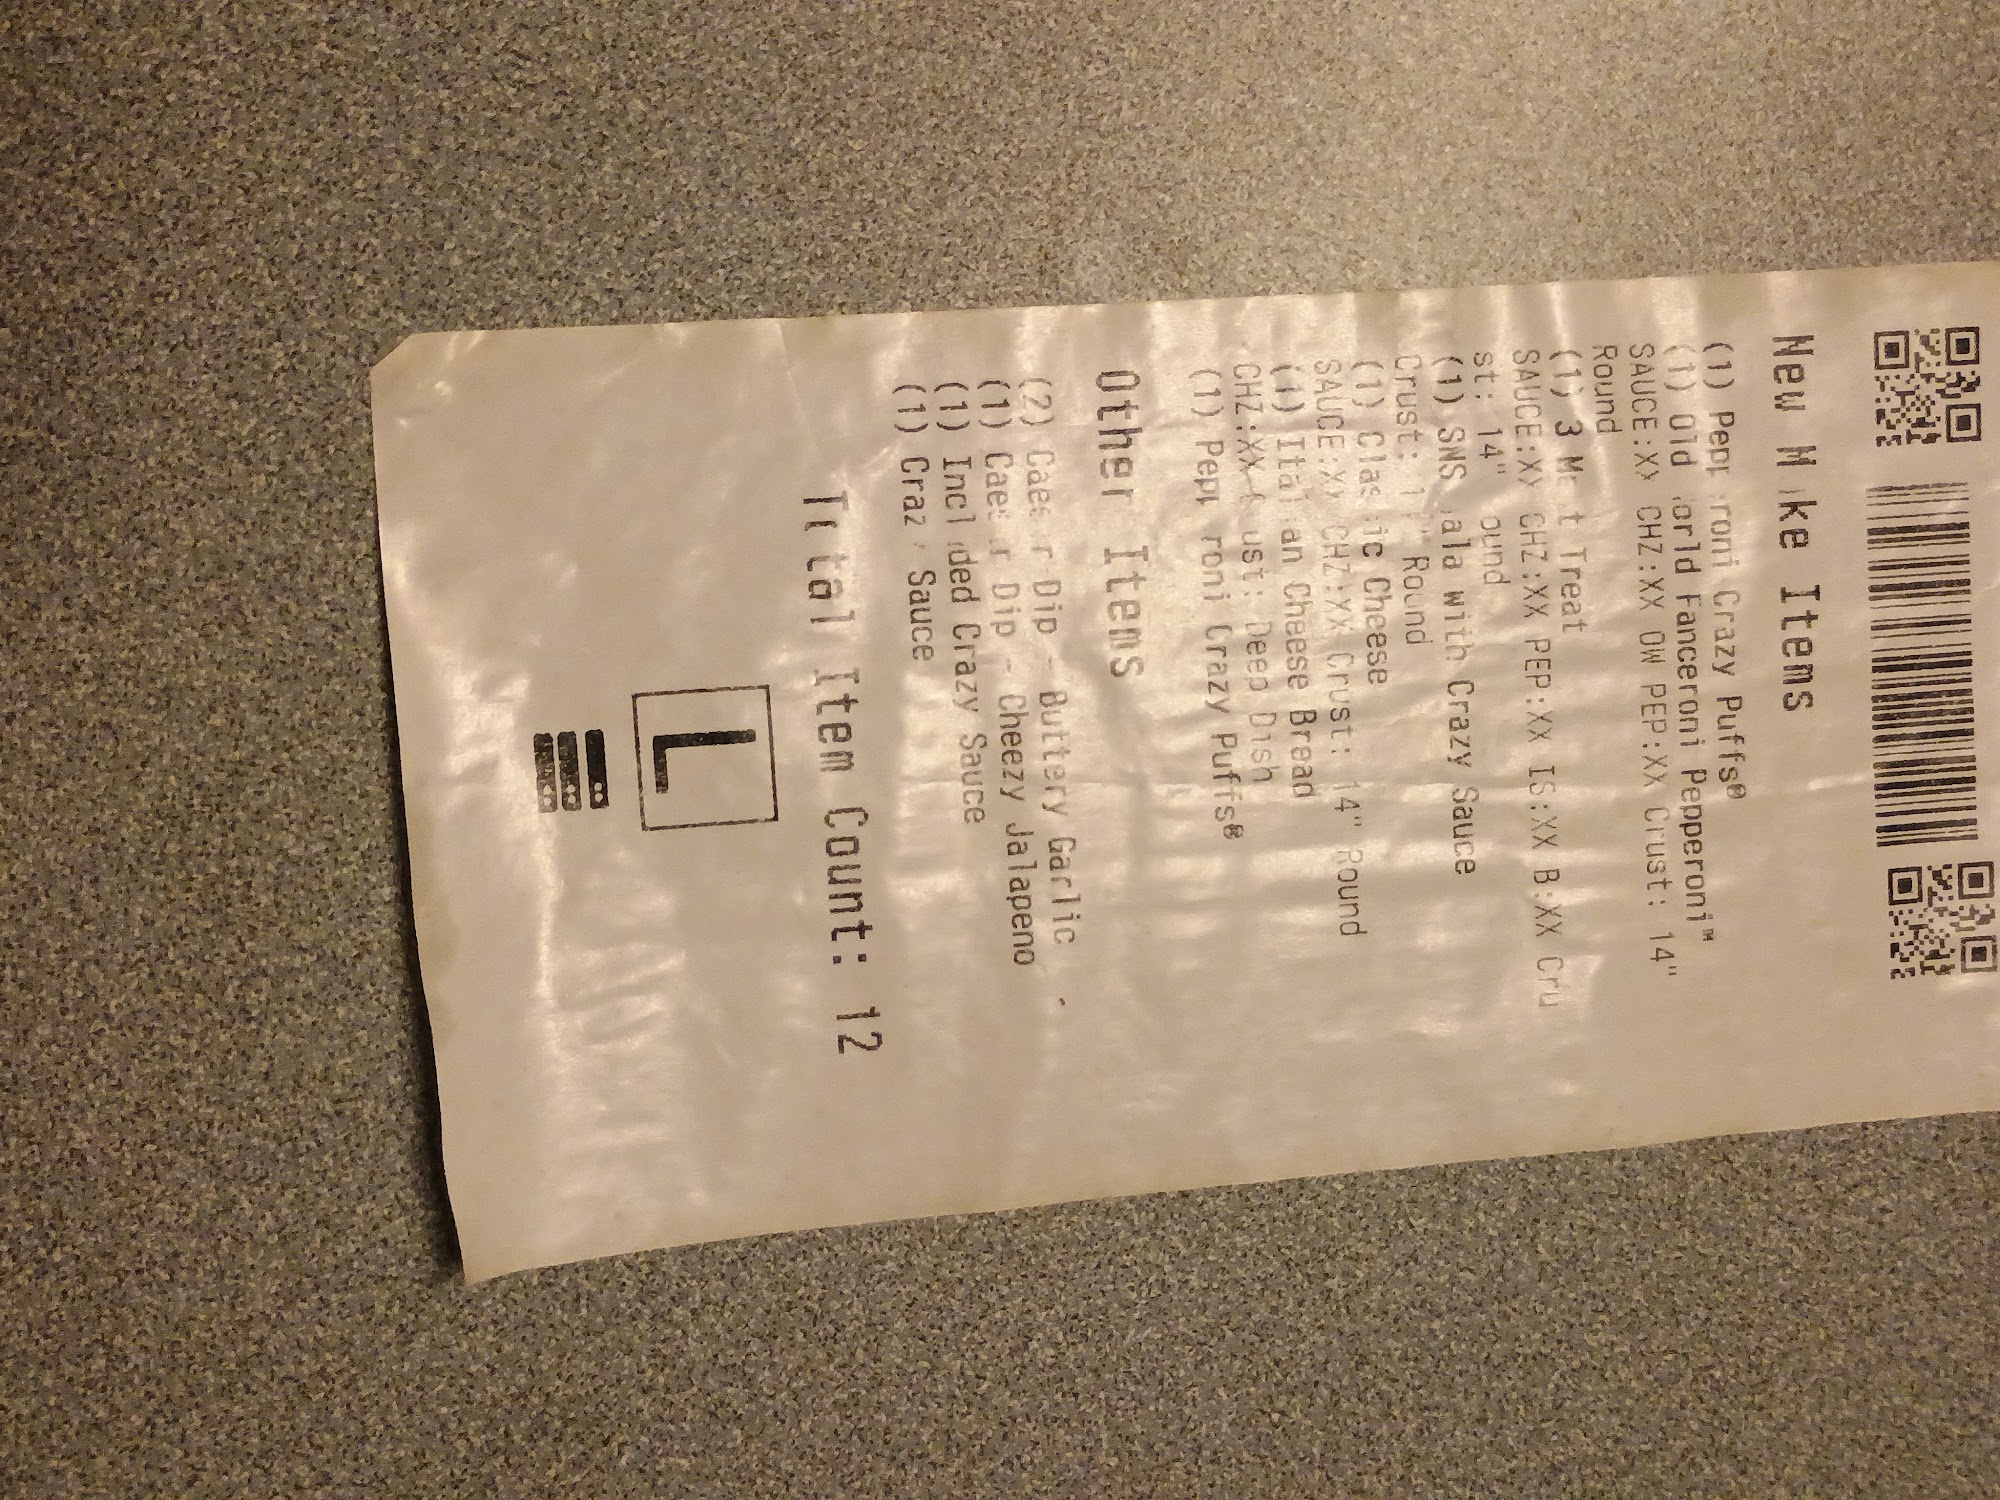 New M ke Items
(1) Pepp roni Crazy Puffs®
(1) Old orld Fanceroni Pepperoni™
SAUCE:XX CHZ:XX OW PEP:XX Crust: 14"
Round
(1) 3 M t Treat
SAUCE:XX CHZ:XX PEP:XX IS:XX B:XX Cru
st: 14" ound
(1) SNS ala with Crazy Sauce
Crust: 1 " Round
(1) Clas ic Cheese
SAUCE:XX CHZ:XX Crust: 14" Round
(1) Ital an Cheese Bread
CHZ:XX C ust: Deep Dish
(1) Pepp roni Crazy Puffs®
Other Items
(2) Caes r Dip - Buttery Garlic
(1) Caes r Dip - Cheezy Jalapeno
(1) Incl ded Crazy Sauce
(1) Craz Sauce
Total Item Count: 12
L